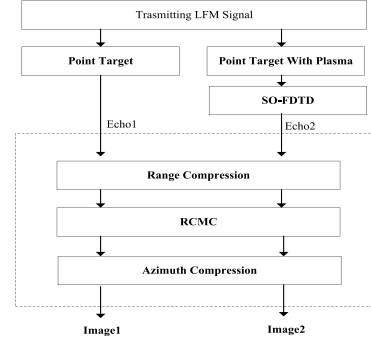 Trasmitting LFM Signal
Point Target
Point Target With Plasma
SO-FDTD
Echo1
Echo2
Range Compression
RCMC
Azimuth Compression
Image1
Image2